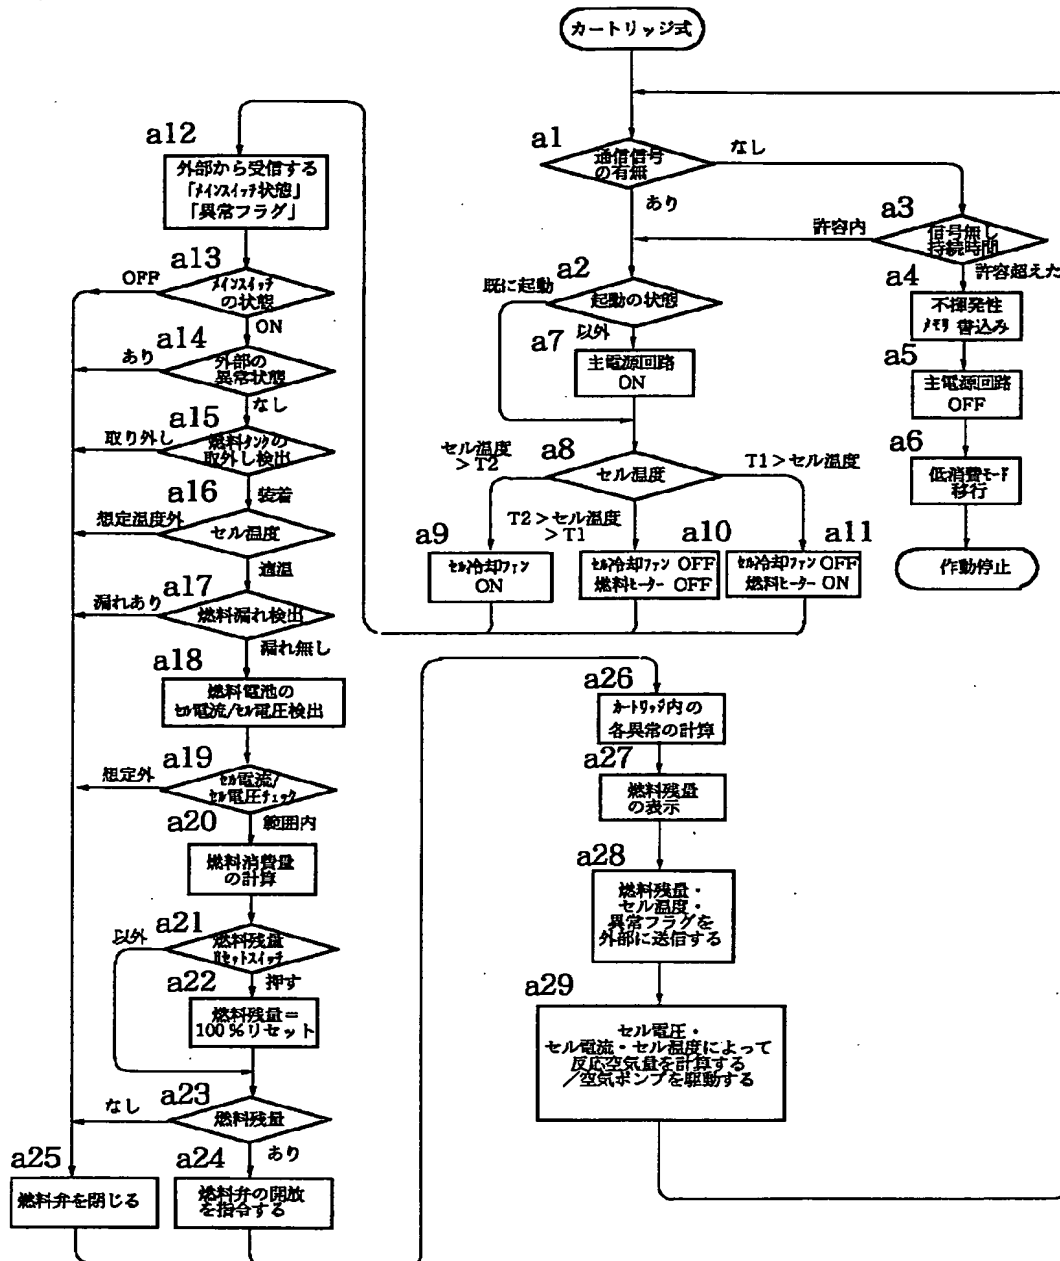 カートリッジ式
a1
通信信号
の有無
なし
あり
a3
信号無し
持続時間
許容内
許容超えた
a4
不揮発性
メモリ 書込み
a5
主電源回路
OFF
a6
低消費モード
移行
作動停止
a2
起動の状態
既に起動
以外
a7
主電源回路
ON
a8
セル温度
セル温度
>T2
T2>セル温度
>T1
T1>セル温度
a9
セル冷却ファン
ON
a10
セル冷却ファン OFF
燃料ヒーター OFF
a11
セル冷却ファン OFF
燃料ヒーター ON
a12
外部から受信する
「メインスイッチ状態」
「異常フラグ」
a13
メインスイッチ
の状態
OFF
ON
a14
外部の
異常状態
あり
なし
a15
燃料タンクの
取外し検出
取り外し
装着
a16
セル温度
想定温度外
適温
a17
燃料漏れ検出
漏れあり
漏れ無し
a18
燃料電池の
セル電流/セル電圧検出
a19
セル電流/
セル電圧チェック
想定外
範囲内
a20
燃料消費量
の計算
a21
燃料残量
リセットスイッチ
以外
押す
a22
燃料残量=
100%リセット
a23
燃料残量
なし
あり
a24
燃料弁の開放
を指令する
a25
燃料弁を閉じる
a26
カートリッジ内の
各異常の計算
a27
燃料残量
の表示
a28
燃料残量・
セル温度・
異常フラグを
外部に送信する
a29
セル電圧・
セル電流・セル温度によって
反応空気量を計算する
/空気ポンプを駆動する